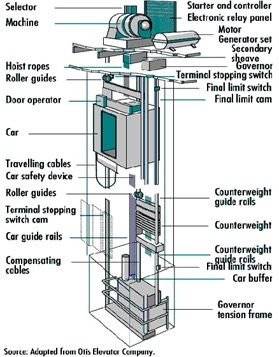 Selector
Machine
Hoist ropes
Roller guides
Door operator
Car
Travelling cables
Car safety device
Roller guides
Terminal stopping
switch cam
Car guide rails
Compensating
cables
Starter and controller
Electronic relay panel
Motor
Generator set
Secondary
sheave
Governor
Terminal stopping switch
Final limit switch
Final limit cam
Counterweight
guide rails
Counterweight
Counterweight
guide rails
Final limit switch
Car buffer
Governor
tension frame
Source: Adapted from Otis Elevator Company.